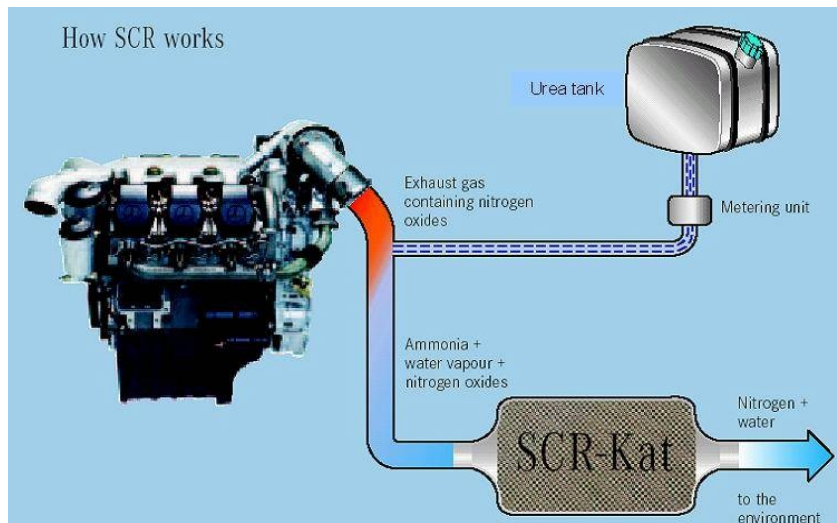 How SCR works
Urea tank
Exhaust gas
containing nitrogen
oxides
Metering unit
Ammonia +
water vapour +
nitrogen oxides
SCR-Kat
Nitrogen +
water
to the
environment